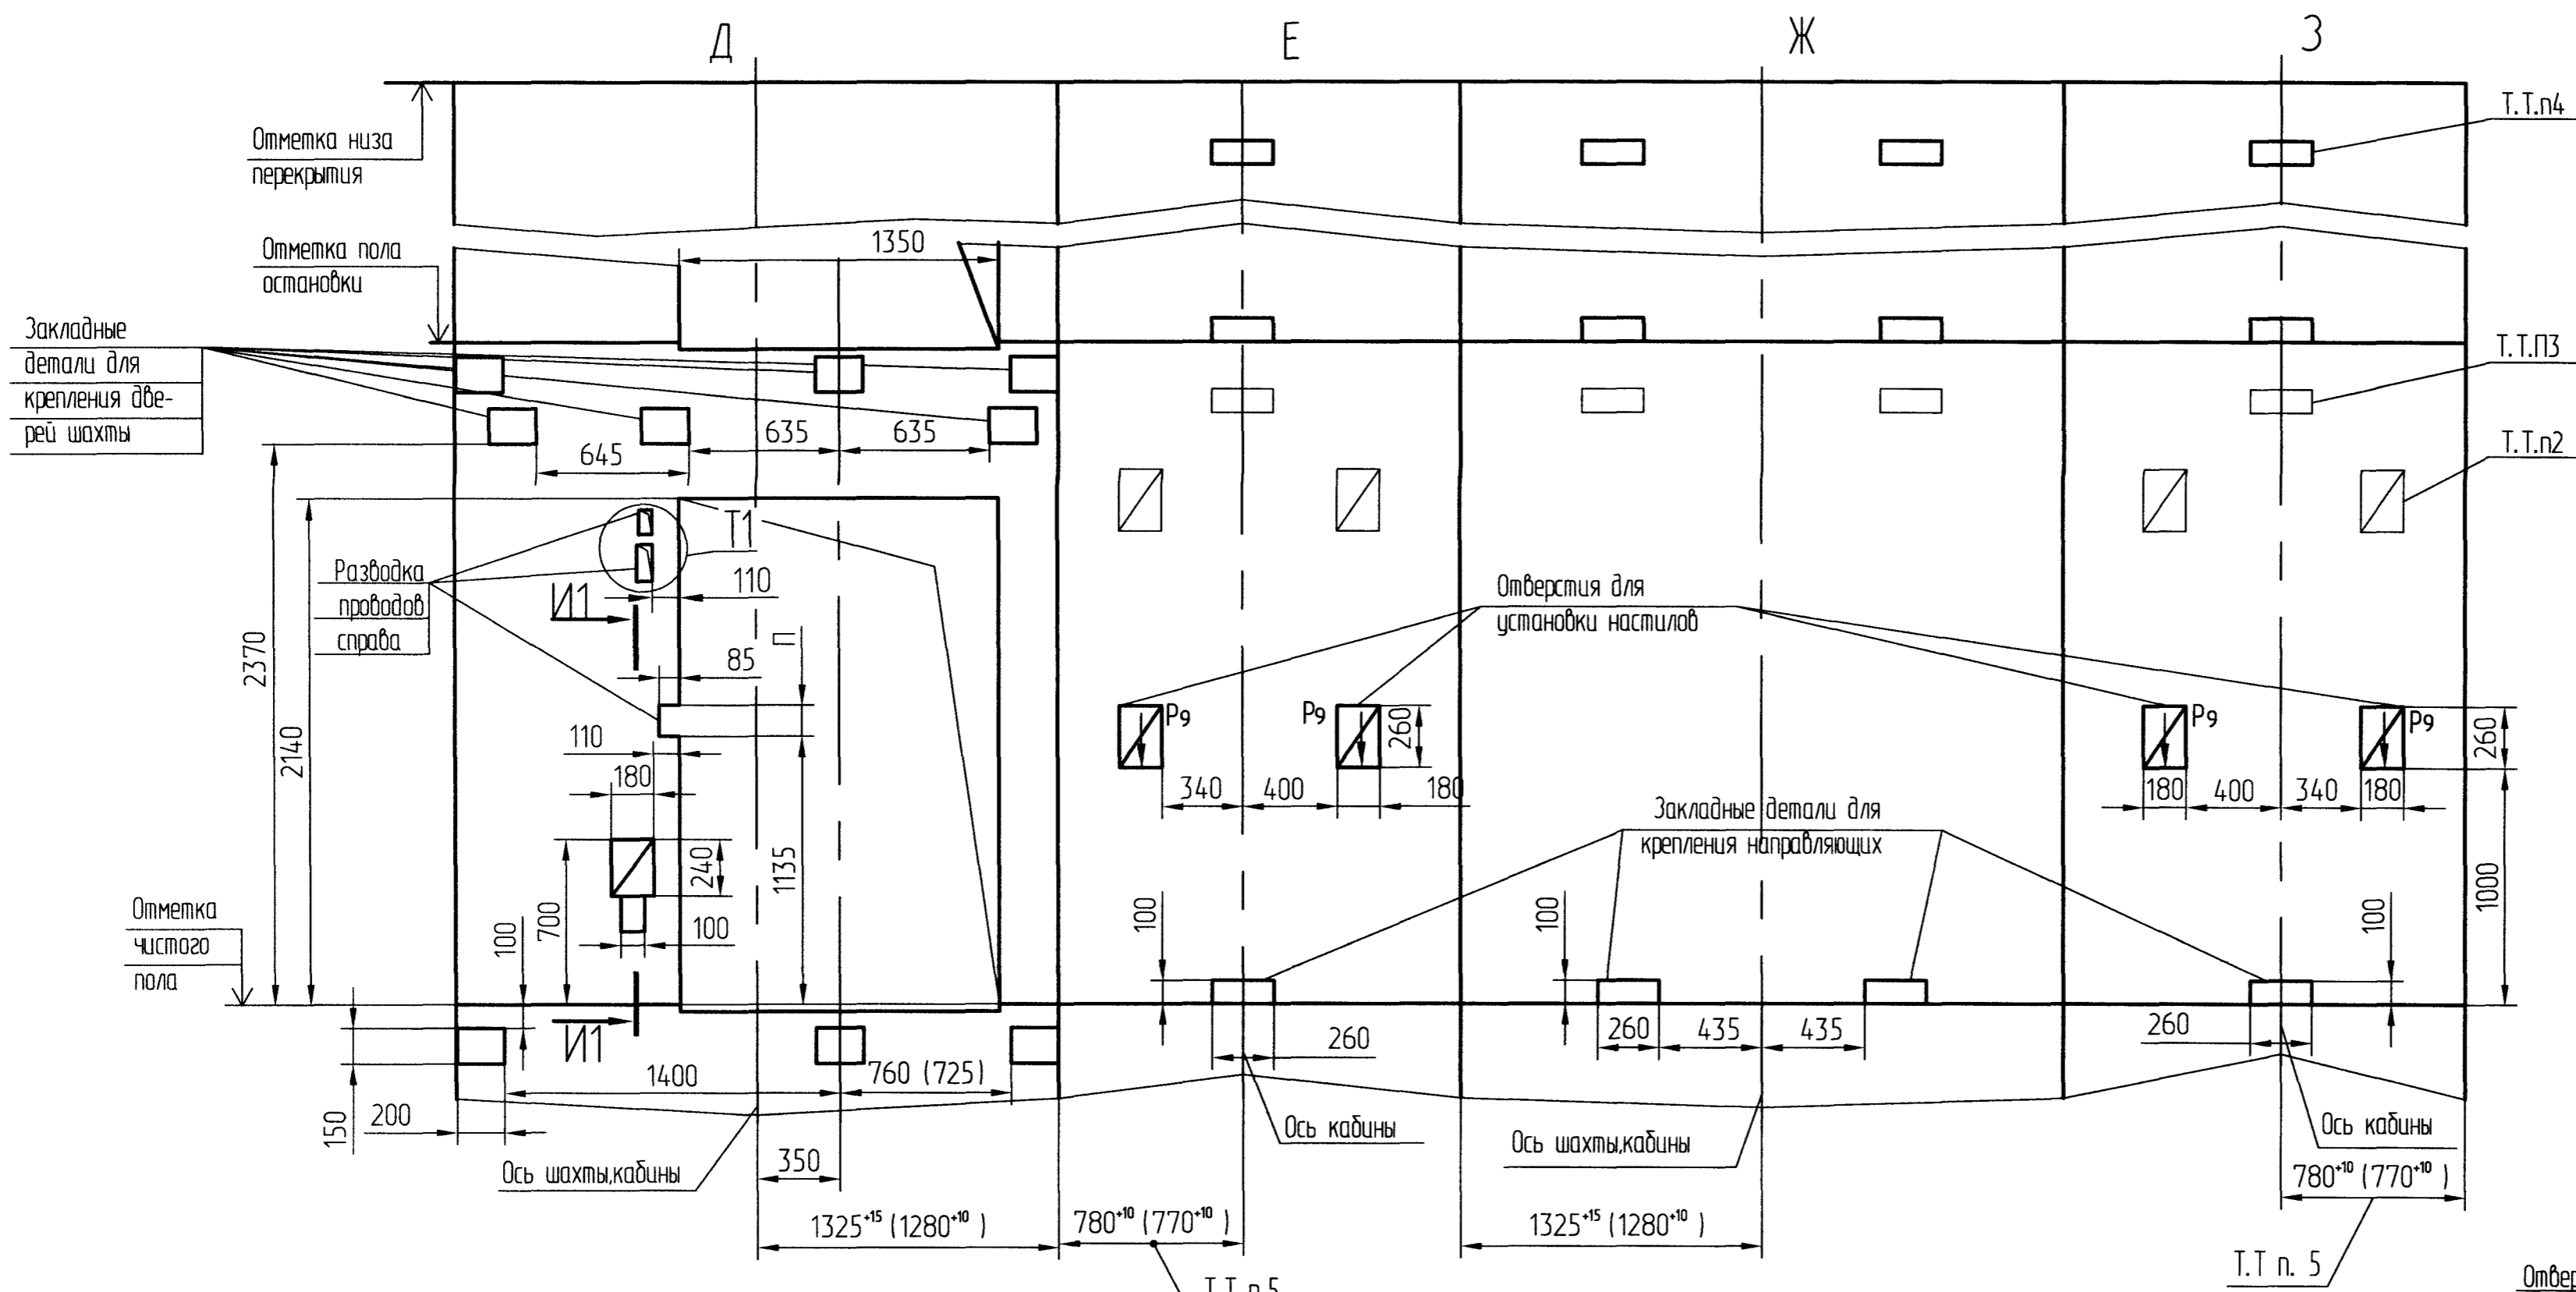 Д
Е
Ж
З
Т.Т.п4
Отметка низа
перекрытия
Отметка пола
остановки
1350
Закладные
детали для
крепления две-
рей шахты
Т.Т.П3
Т.Т.п2
635
635
645
Т1
110
Разводка
проводов
справа
И1
П
85
Отверстия для
установки настилов
2370
2140
110
180
240
700
1135
100
100
Р9
Р9
260
340
400
180
Р9
Р9
260
180
400
340
180
1000
Закладные детали для
крепления направляющих
Отметка
чистого
пола
100
100
100
И1
260
260
435
435
260
1400
760 (725)
150
200
350
Ось шахты,кабины
Ось кабины
Ось шахты,кабины
Ось кабины
1325⁺¹⁵ (1280⁺¹⁰ )
780⁺¹⁰ (770⁺¹⁰ )
1325⁺¹⁵ (1280⁺¹⁰ )
780⁺¹⁰ (770⁺¹⁰ )
Т.Т п.5
Т.Т п. 5
Отвер